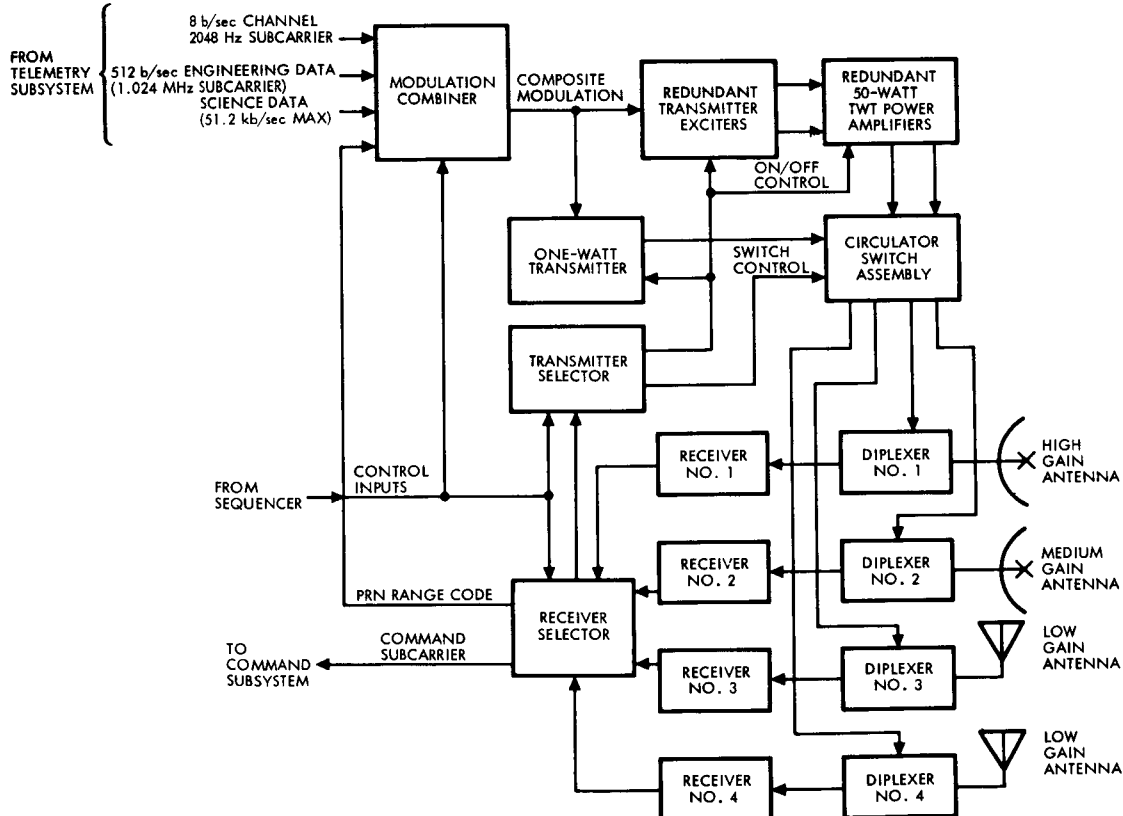 8 b/sec CHANNEL
2048 Hz SUBCARRIER
FROM
TELEMETRY
SUBSYSTEM
512 b/sec ENGINEERING DATA
(1.024 MHz SUBCARRIER)
SCIENCE DATA
(51.2 kb/sec MAX)
MODULATION
COMBINER
COMPOSITE
MODULATION
REDUNDANT
TRANSMITTER
EXCITERS
REDUNDANT
50-WATT
TWT POWER
AMPLIFIERS
ON/OFF
CONTROL
ONE-WATT
TRANSMITTER
SWITCH
CONTROL
CIRCULATOR
SWITCH
ASSEMBLY
TRANSMITTER
SELECTOR
RECEIVER
NO. 1
DIPLEXER
NO. 1
HIGH
GAIN
ANTENNA
FROM
SEQUENCER
CONTROL
INPUTS
RECEIVER
NO. 2
DIPLEXER
NO. 2
MEDIUM
GAIN
ANTENNA
PRN RANGE CODE
RECEIVER
SELECTOR
TO
COMMAND
SUBSYSTEM
COMMAND
SUBCARRIER
RECEIVER
NO. 3
DIPLEXER
NO. 3
LOW
GAIN
ANTENNA
RECEIVER
NO. 4
DIPLEXER
NO. 4
LOW
GAIN
ANTENNA